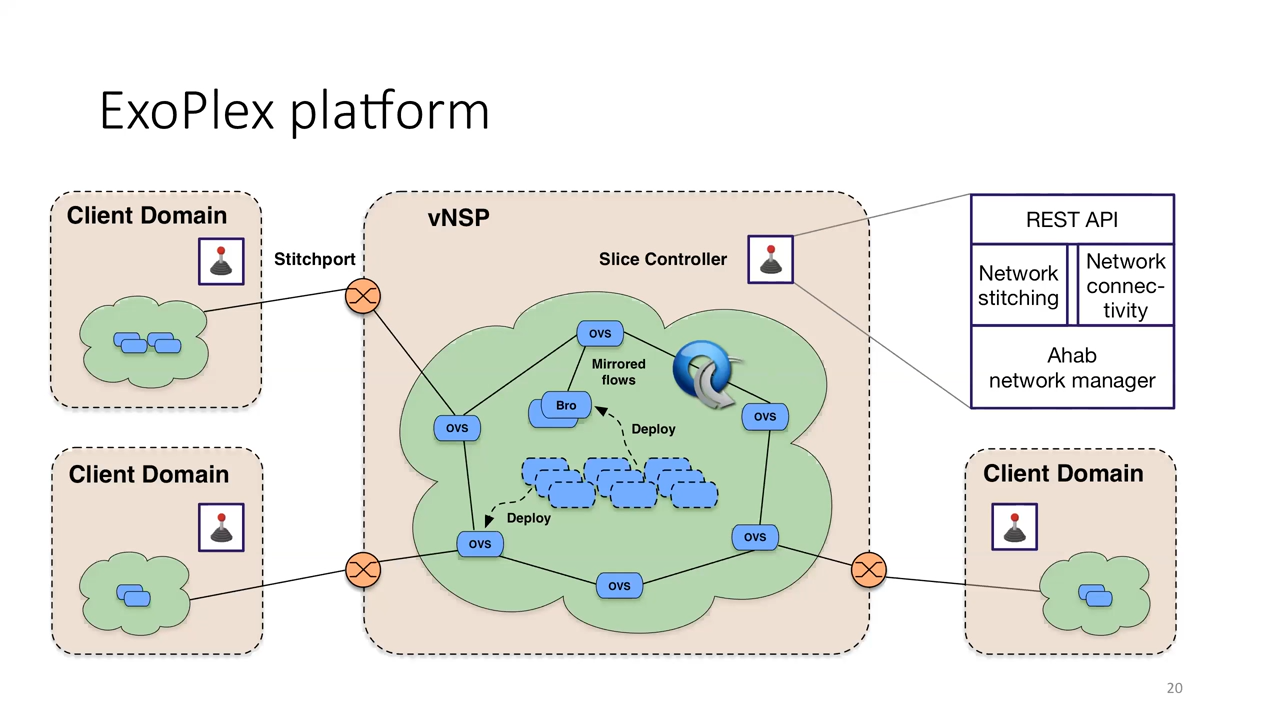 ExoPlex platform
Client Domain
Stitchport
vNSP
Slice Controller
REST API
Network
stitching
Network
connec-
tivity
Ahab
network manager
OVS
Mirrored
flows
Bro
OVS
OVS
Deploy
Deploy
OVS
OVS
OVS
Client Domain
Client Domain
20